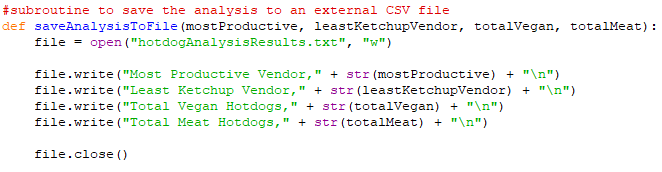 #subroutine to save the analysis to an external CSV file
def saveAnalysisToFile(mostProductive, leastKetchupVendor, totalVegan, totalMeat):
    file = open("hotdogAnalysisResults.txt", "w")

    file.write("Most Productive Vendor," + str(mostProductive) + "\n")
    file.write("Least Ketchup Vendor," + str(leastKetchupVendor) + "\n")
    file.write("Total Vegan Hotdogs," + str(totalVegan) + "\n")
    file.write("Total Meat Hotdogs," + str(totalMeat) + "\n")

    file.close()